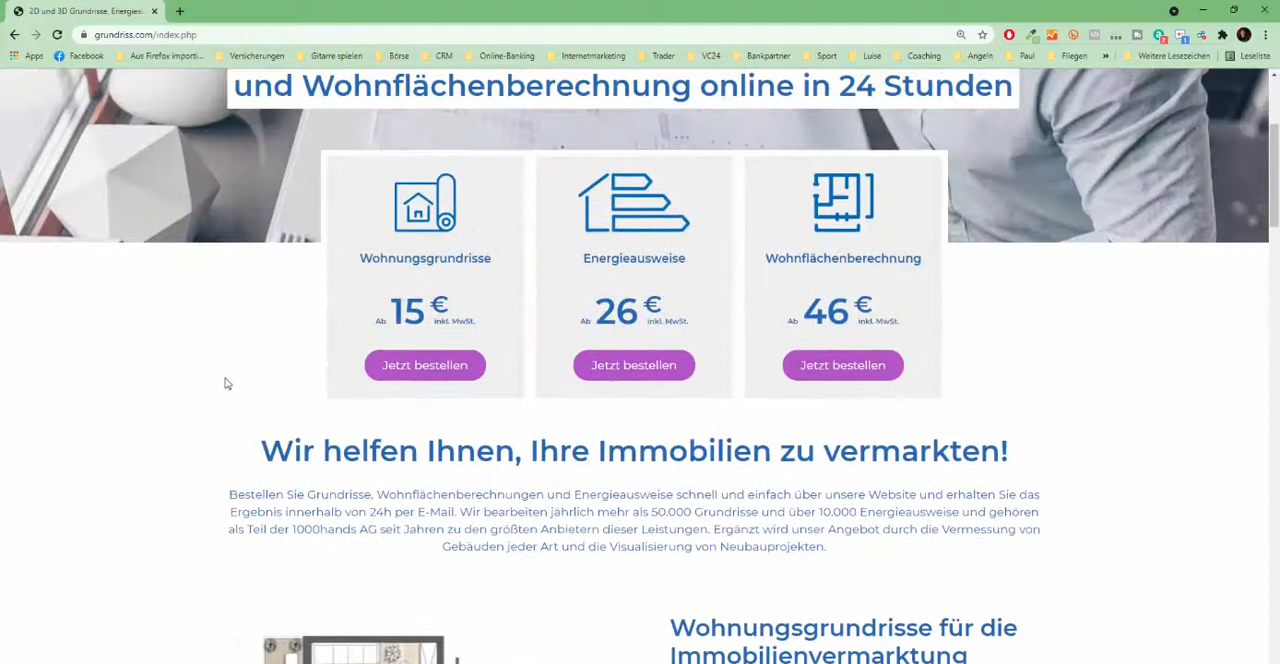 2D und 3D Grundrisse, Energieau
grundriss.com/index.php
Apps Facebook Aus Firefox importi... Versicherungen Gitarre spielen Börse CRM Online-Banking Internetmarketing Trader VC24 Bankpartner Sport Luise Coaching Angeln Paul Fliegen » Weitere Lesezeichen Leseliste
und Wohnflächenberechnung online in 24 Stunden
Wohnungsgrundrisse
Ab 15 € inkl. MwSt.
Jetzt bestellen
Energieausweise
Ab 26 € inkl. MwSt.
Jetzt bestellen
Wohnflächenberechnung
Ab 46 € inkl. MwSt.
Jetzt bestellen
Wir helfen Ihnen, Ihre Immobilien zu vermarkten!
Bestellen Sie Grundrisse, Wohnflächenberechnungen und Energieausweise schnell und einfach über unsere Website und erhalten Sie das
Ergebnis innerhalb von 24h per E-Mail. Wir bearbeiten jährlich mehr als 50.000 Grundrisse und über 10.000 Energieausweise und gehören
als Teil der 1000hands AG seit Jahren zu den größten Anbietern dieser Leistungen. Ergänzt wird unser Angebot durch die Vermessung von
Gebäuden jeder Art und die Visualisierung von Neubauprojekten.
Wohnungsgrundrisse für die
Immobilienvermarktung